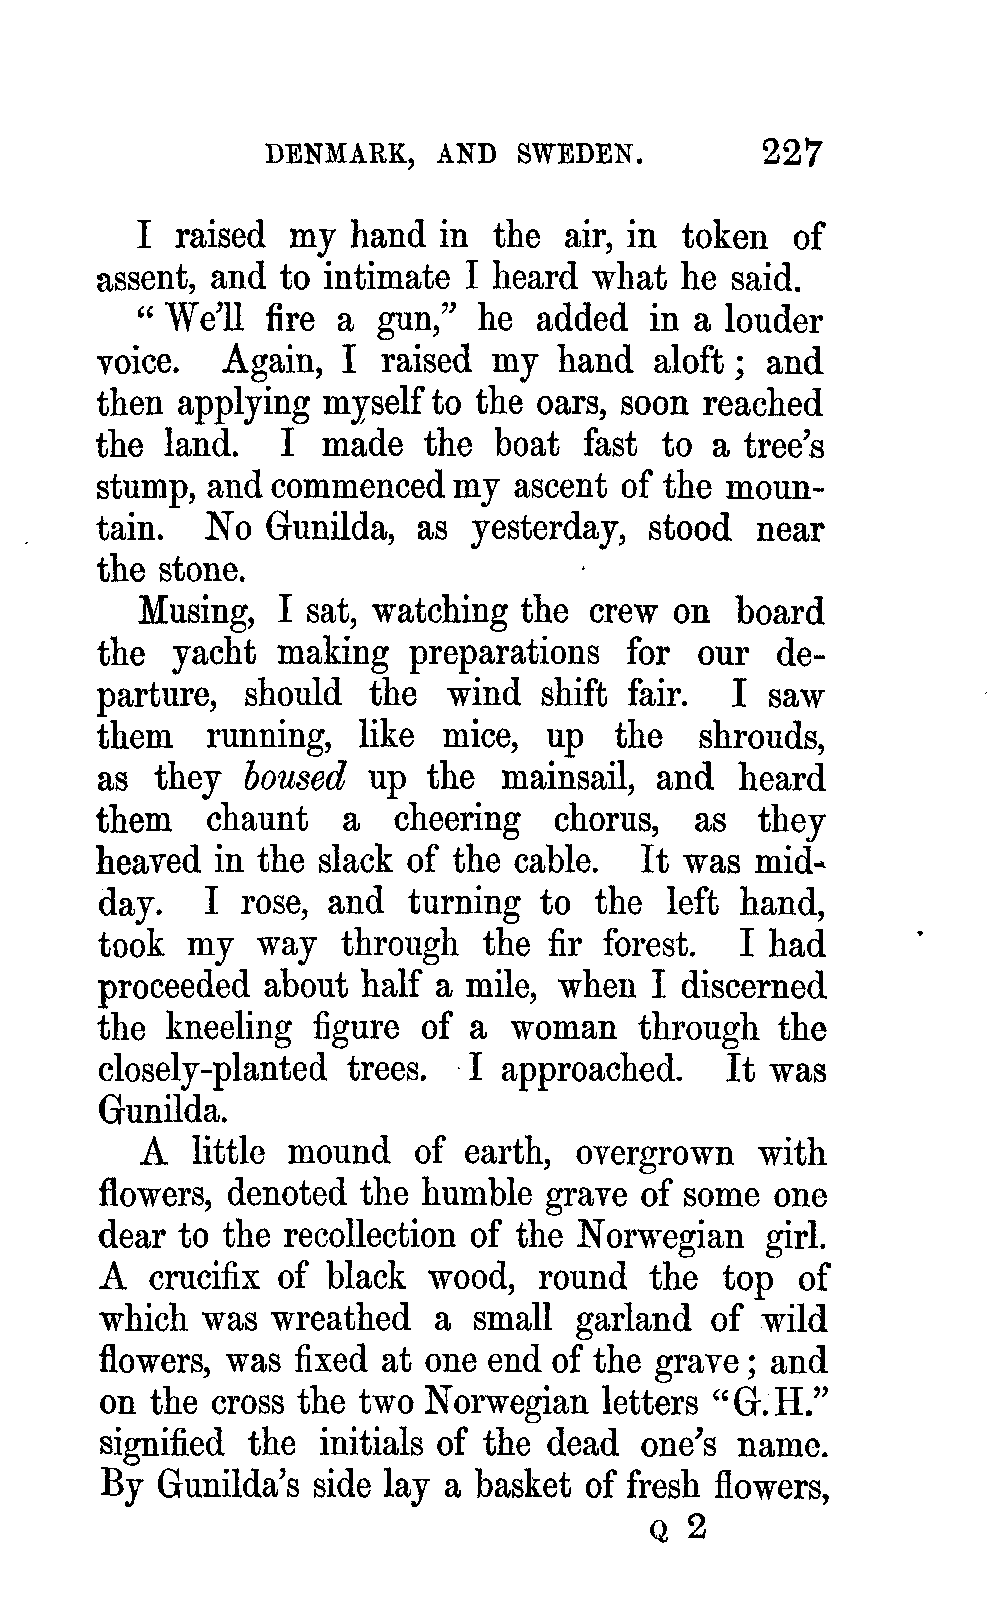 DENMARK, AND SWEDEN. 227
I raised my hand in the air, in token of
assent, and to intimate I heard what he said.
“We’ll fire a gun,” he added in a louder
voice. Again, I raised my hand aloft; and
then applying myself to the oars, soon reached
the land. I made the boat fast to a tree’s
stump, and commenced my ascent of the moun-
tain. No Gunilda, as yesterday, stood near
the stone.
Musing, I sat, watching the crew on board
the yacht making preparations for our de-
parture, should the wind shift fair. I saw
them running, like mice, up the shrouds,
as they boused up the mainsail, and heard
them chaunt a cheering chorus, as they
heaved in the slack of the cable. It was mid-
day. I rose, and turning to the left hand,
took my way through the fir forest. I had
proceeded about half a mile, when I discerned
the kneeling figure of a woman through the
closely-planted trees. I approached. It was
Gunilda.
A little mound of earth, overgrown with
flowers, denoted the humble grave of some one
dear to the recollection of the Norwegian girl.
A crucifix of black wood, round the top of
which was wreathed a small garland of wild
flowers, was fixed at one end of the grave; and
on the cross the two Norwegian letters “G.H.”
signified the initials of the dead one’s name.
By Gunilda’s side lay a basket of fresh flowers,
Q 2